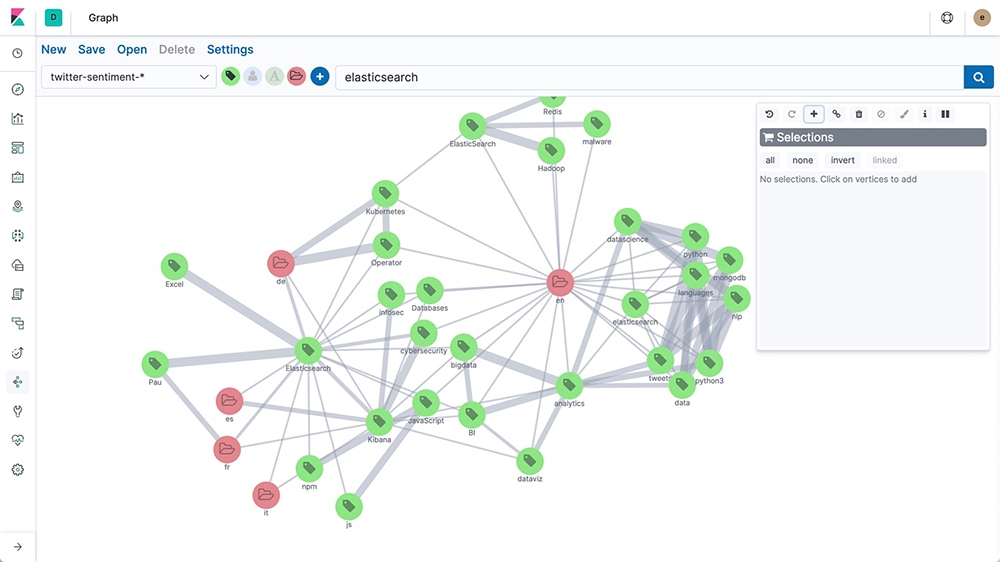 D Graph e
New Save Open Delete Settings
twitter-sentiment-* A elasticsearch
Redis
ElasticSearch
malware
Hadoop
Selections
all none invert linked
No selections. Click on vertices to add
Kubernetes
datascience
Operator
python
de
Excel
mongodb
languages
infosec
Databases
en
nlp
elasticsearch
cybersecurity
Elasticsearch
bigdata
Pau
tweets
python3
analytics
data
es
JavaScript
BI
Kibana
fr
dataviz
npm
it
js